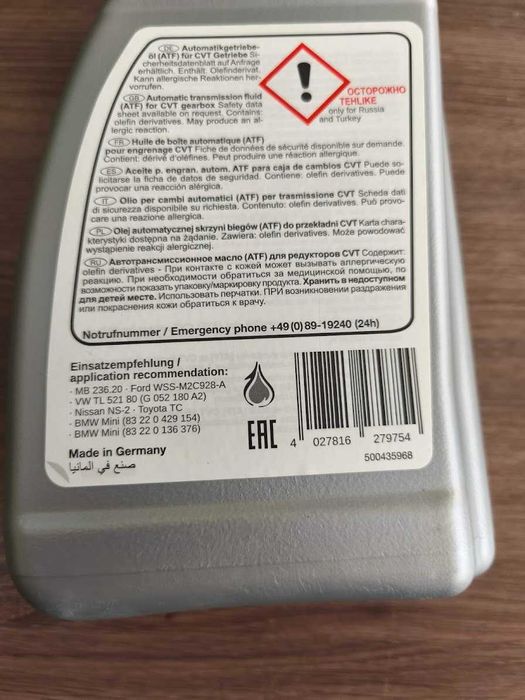 DE Automatikgetriebe-
öl (ATF) für CVT Getriebe Si-
cherheitsdatenblatt auf Anfrage
erhältlich. Enthält: Olefinderivat.
Kann allergische Reaktionen her-
vorrufen.
GB Automatic transmission fluid
(ATF) for CVT gearbox Safety data
sheet available on request. Contains:
olefin derivatives. May produce an al-
lergic reaction.
ОСТОРОЖНО
TEHLIKE
only for Russia
and Turkey
FR Huile de boîte automatique (ATF)
pour engrenage CVT Fiche de données de sécurité disponible sur demande.
Contient: dérivé d'oléfines. Peut produire une réaction allergique.
ES Aceite p. engran. autom. ATF para caja de cambios CVT Puede so-
licitarse la ficha de datos de seguridad. Contiene: olefin derivatives. Puede
provocar una reacción alérgica.
IT Olio per cambi automatici (ATF) per trasmissione CVT Scheda dati
di sicurezza disponibile su richiesta. Contenuto: olefin derivatives. Può provo-
care una reazione allergica.
PL Olej automatycznej skrzyni biegów (ATF) do przekładni CVT Karta chara-
kterystyki dostępna na żądanie. Zawiera: olefin derivatives. Może powodować
wystąpienie reakcji alergicznej.
RU Автотрансмиссионное масло (ATF) для редукторов CVT Содержит:
olefin derivatives - При контакте с кожей может вызывать аллергическую
реакцию. При необходимости обратиться за медицинской помощью, по
возможности показать упаковку/маркировку продукта. Хранить в недоступном
для детей месте. Использовать перчатки. ПРИ возникновении раздражения
или покраснения кожи обратиться к врачу.
Notrufnummer / Emergency phone +49(0)89-19240 (24h)
Einsatzempfehlung /
application recommendation:
· MB 236.20 · Ford WSS-M2C928-A
· VW TL 521 80 (G 052 180 A2)
· Nissan NS-2 · Toyota TC
· BMW Mini (83 22 0 429 154)
· BMW Mini (83 22 0 136 376)
Made in Germany
صنع في المانيا
EAC
4 027816 279754
500435968